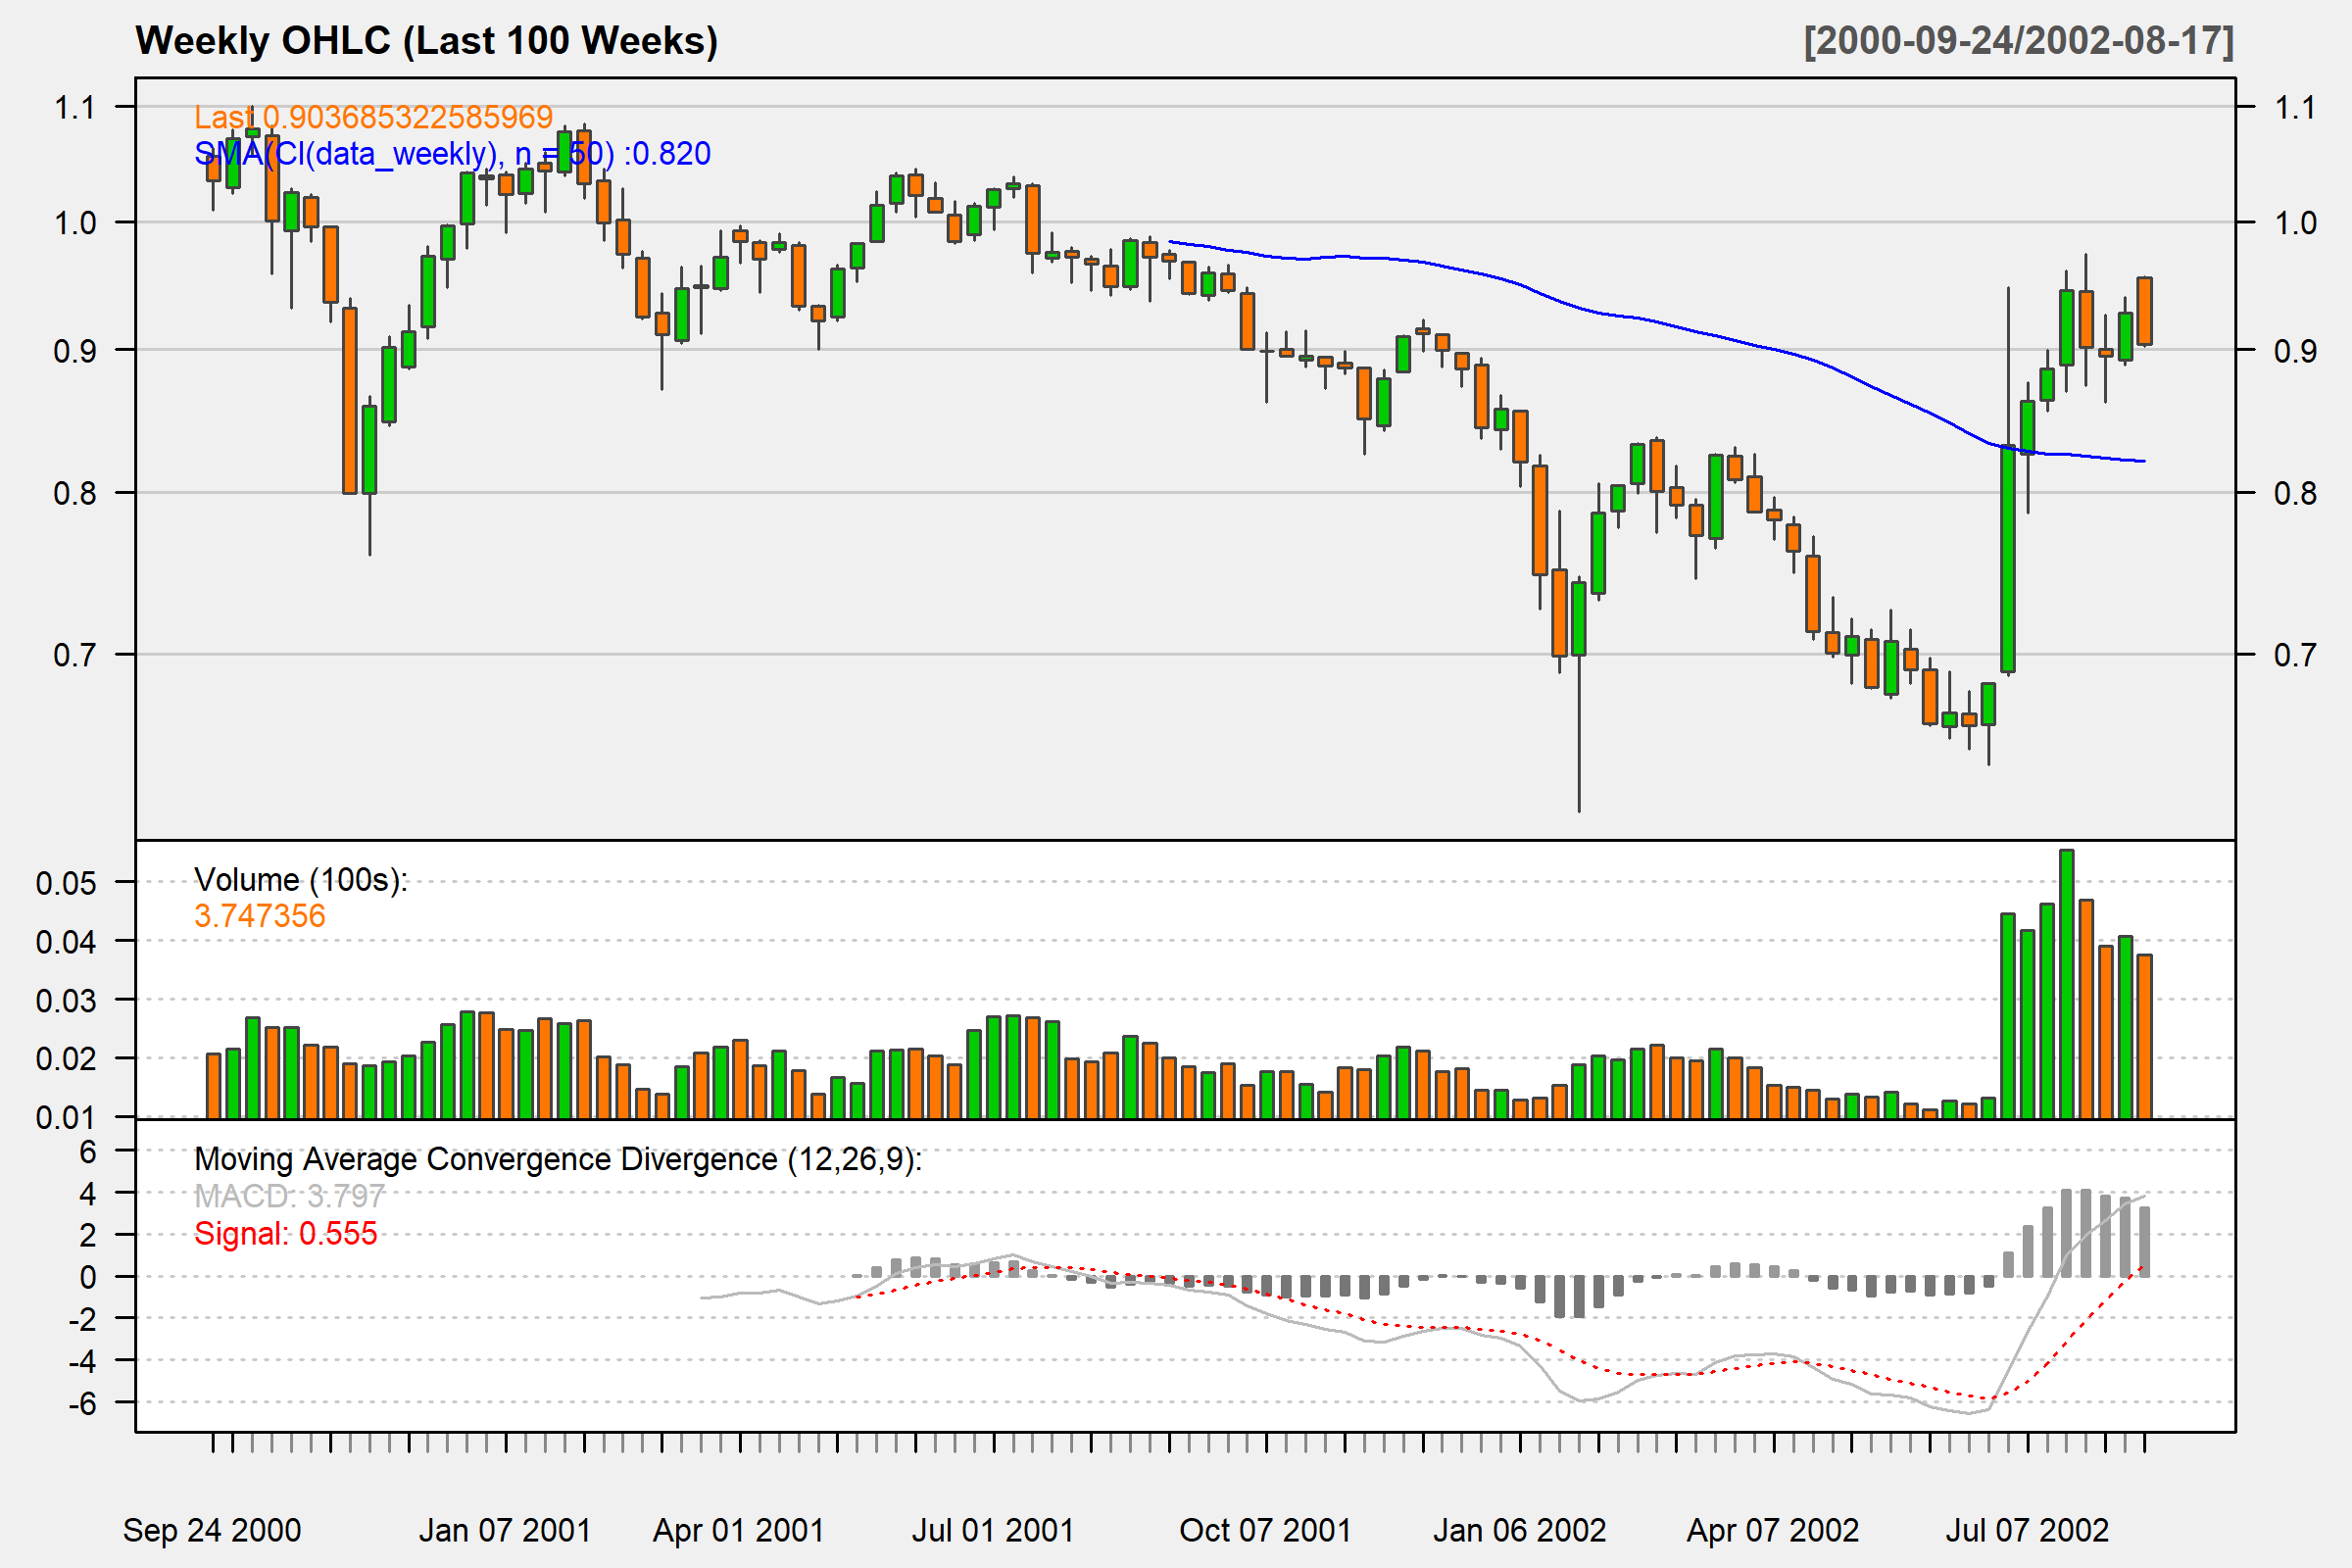 Weekly OHLC (Last 100 Weeks) [2000-09-24/2002-08-17]
1.1 1.1
Last 0.903685322585969
SMA(Cl(data_weekly), n = 50) :0.820
1.0 1.0
0.9 0.9
0.8 0.8
0.7 0.7
Volume (100s):
3.747356
0.05
0.04
0.03
0.02
0.01
Moving Average Convergence Divergence (12,26,9):
MACD: 3.797
Signal: 0.555
6
4
2
0
-2
-4
-6
Sep 24 2000 Jan 07 2001 Apr 01 2001 Jul 01 2001 Oct 07 2001 Jan 06 2002 Apr 07 2002 Jul 07 2002